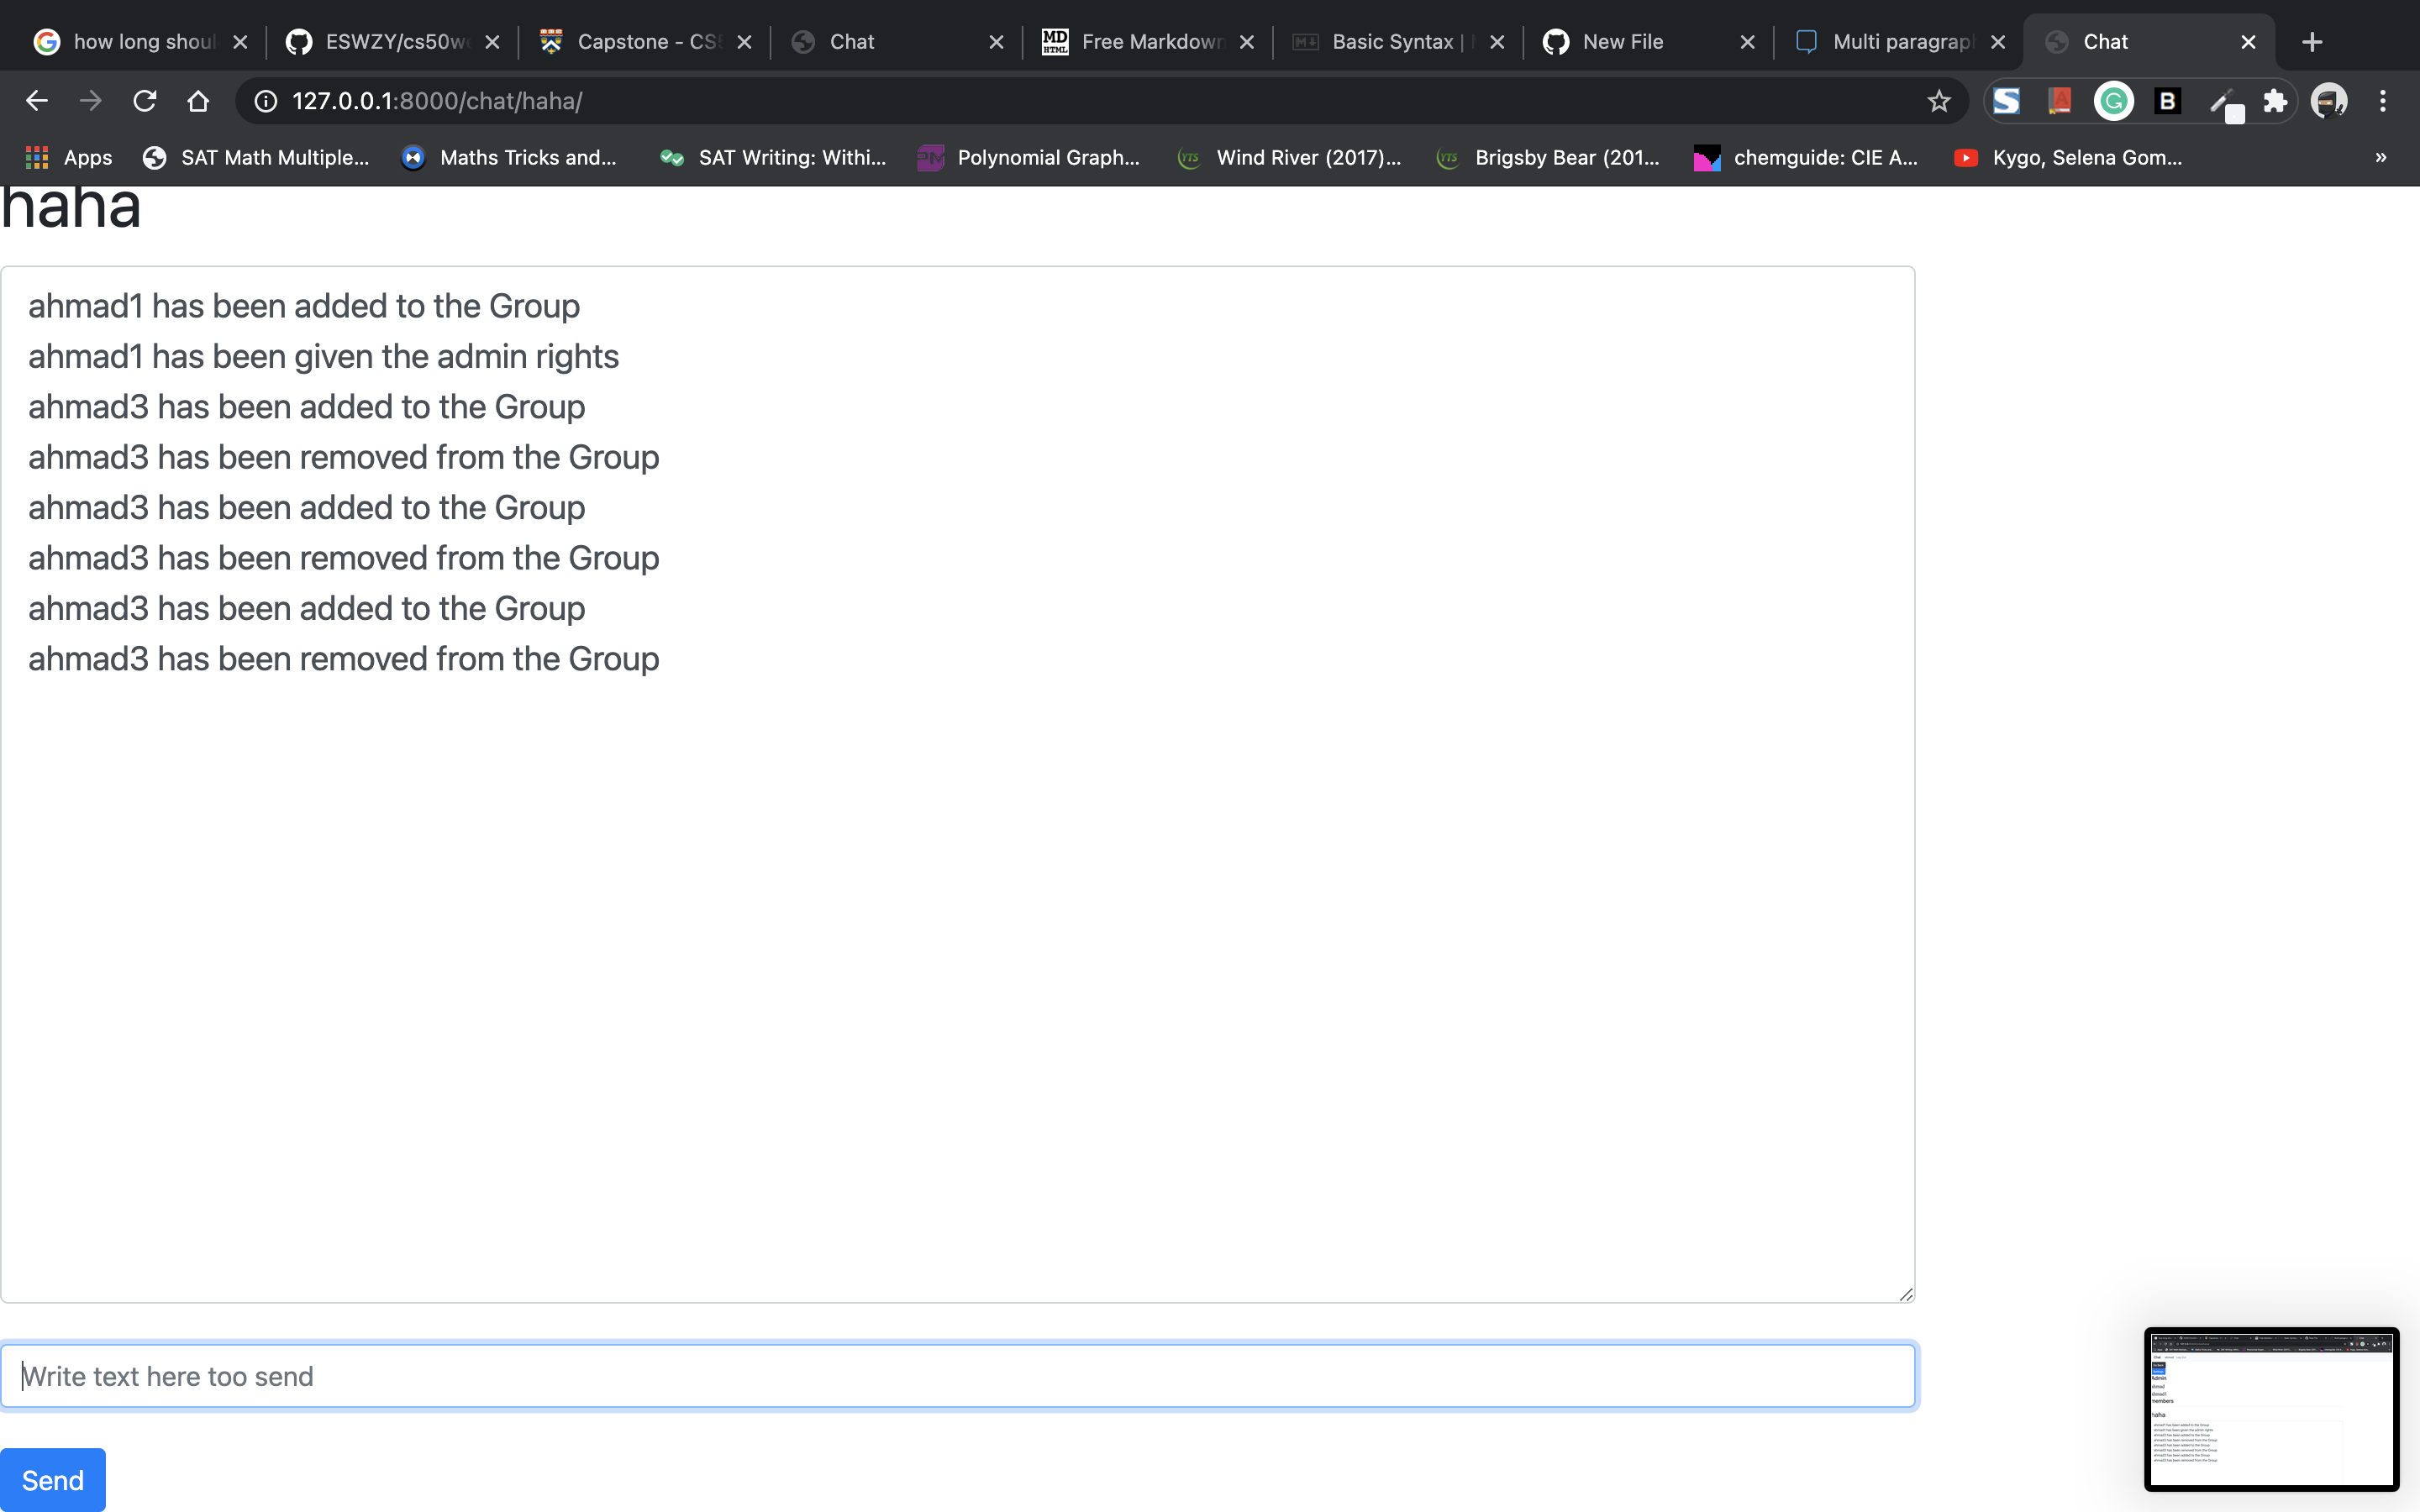 how long shoul
ESWZY/cs50we
Capstone - CS5
Chat
MD HTML Free Markdown
Basic Syntax |
New File
Multi paragrap
Chat
127.0.0.1:8000/chat/haha/
Apps
SAT Math Multiple...
Maths Tricks and...
SAT Writing: Withi...
Polynomial Graph...
Wind River (2017)...
Brigsby Bear (201...
chemguide: CIE A...
Kygo, Selena Gom...
»
haha
ahmad1 has been added to the Group
ahmad1 has been given the admin rights
ahmad3 has been added to the Group
ahmad3 has been removed from the Group
ahmad3 has been added to the Group
ahmad3 has been removed from the Group
ahmad3 has been added to the Group
ahmad3 has been removed from the Group
Write text here too send
Send